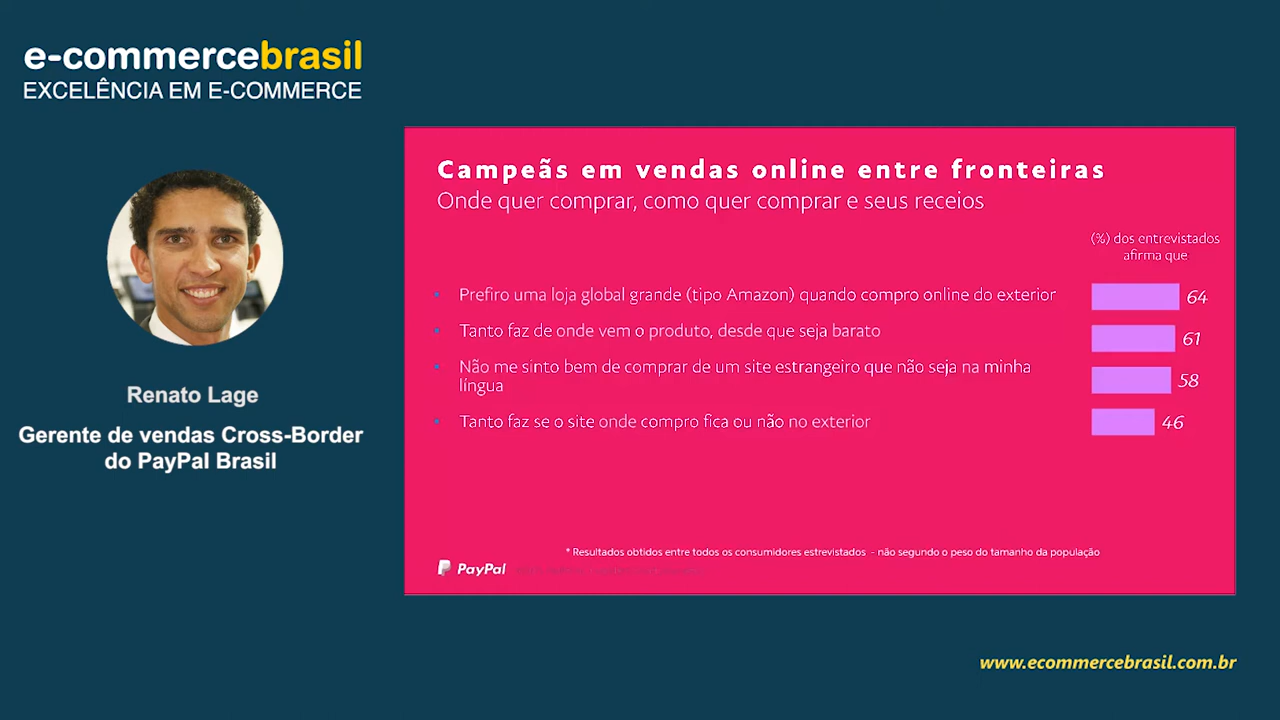 e-commercebrasil
EXCELÊNCIA EM E-COMMERCE
Renato Lage
Gerente de vendas Cross-Border
do PayPal Brasil
Campeãs em vendas online entre fronteiras
Onde quer comprar, como quer comprar e seus receios
(%) dos entrevistados
afirma que
Prefiro uma loja global grande (tipo Amazon) quando compro online do exterior
64
Tanto faz de onde vem o produto, desde que seja barato
61
Não me sinto bem de comprar de um site estrangeiro que não seja na minha
língua
58
Tanto faz se o site onde compro fica ou não no exterior
46
* Resultados obtidos entre todos os consumidores estrevistados - não segundo o peso do tamanho da população
PayPal
www.ecommercebrasil.com.br